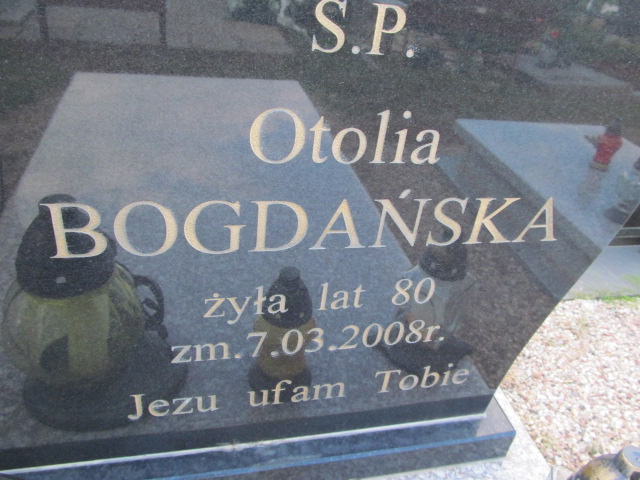 Ś.P.
Otolia
BOGDAŃSKA
żyła lat 80
zm.7.03.2008r.
Jezu ufam Tobie